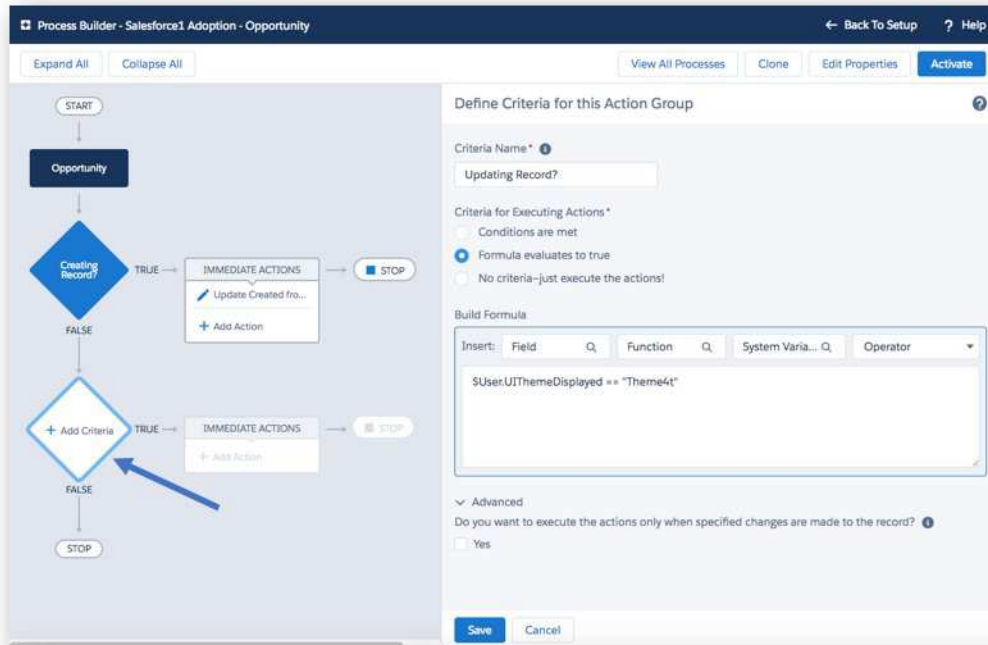 Process Builder - Salesforce1 Adoption - Opportunity
Back To Setup
? Help
Expand All
Collapse All
View All Processes
Clone
Edit Properties
Activate
START
Opportunity
Creating
Record?
TRUE
IMMEDIATE ACTIONS
Update Created fro...
+ Add Action
STOP
FALSE
+ Add Criteria
TRUE
IMMEDIATE ACTIONS
+ Add Action
STOP
FALSE
STOP
Define Criteria for this Action Group
?
Criteria Name*
Updating Record?
Criteria for Executing Actions*
Conditions are met
Formula evaluates to true
No criteria–just execute the actions!
Build Formula
Insert:
Field
Function
System Varia...
Operator
$User.UIThemeDisplayed == "Theme4t"
Advanced
Do you want to execute the actions only when specified changes are made to the record?
Yes
Save
Cancel